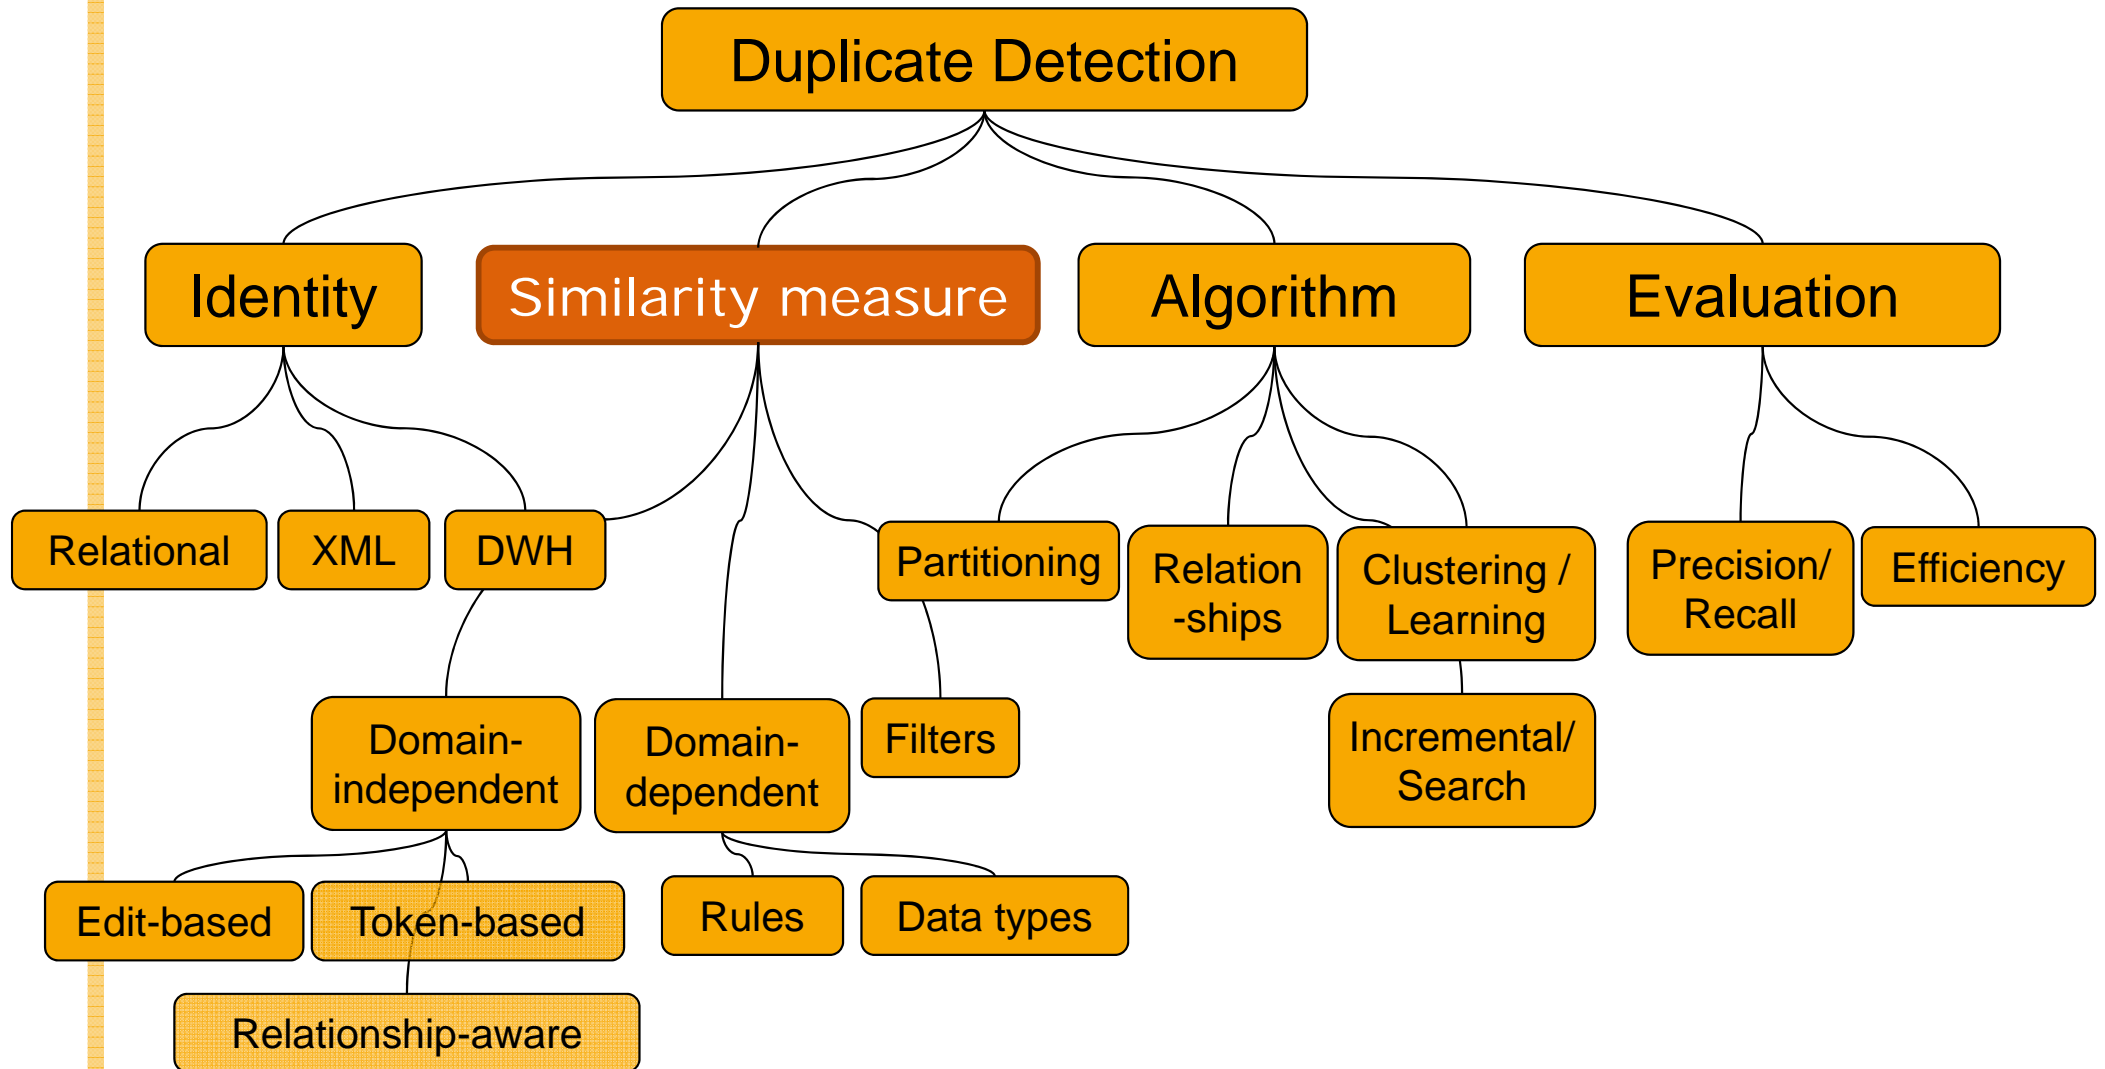 Duplicate Detection
Identity
Similarity measure
Algorithm
Evaluation
Relational
XML
DWH
Partitioning
Relation
-ships
Clustering /
Learning
Precision/
Recall
Efficiency
Domain-
independent
Domain-
dependent
Filters
Incremental/
Search
Edit-based
Token-based
Rules
Data types
Relationship-aware